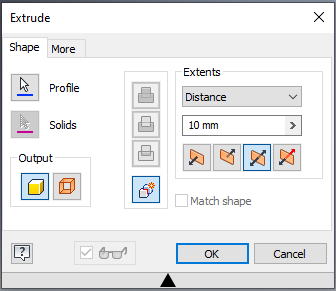 Extrude
Shape More
Profile
Solids
Output
Extents
Distance
10 mm
Match shape
?
OK
Cancel